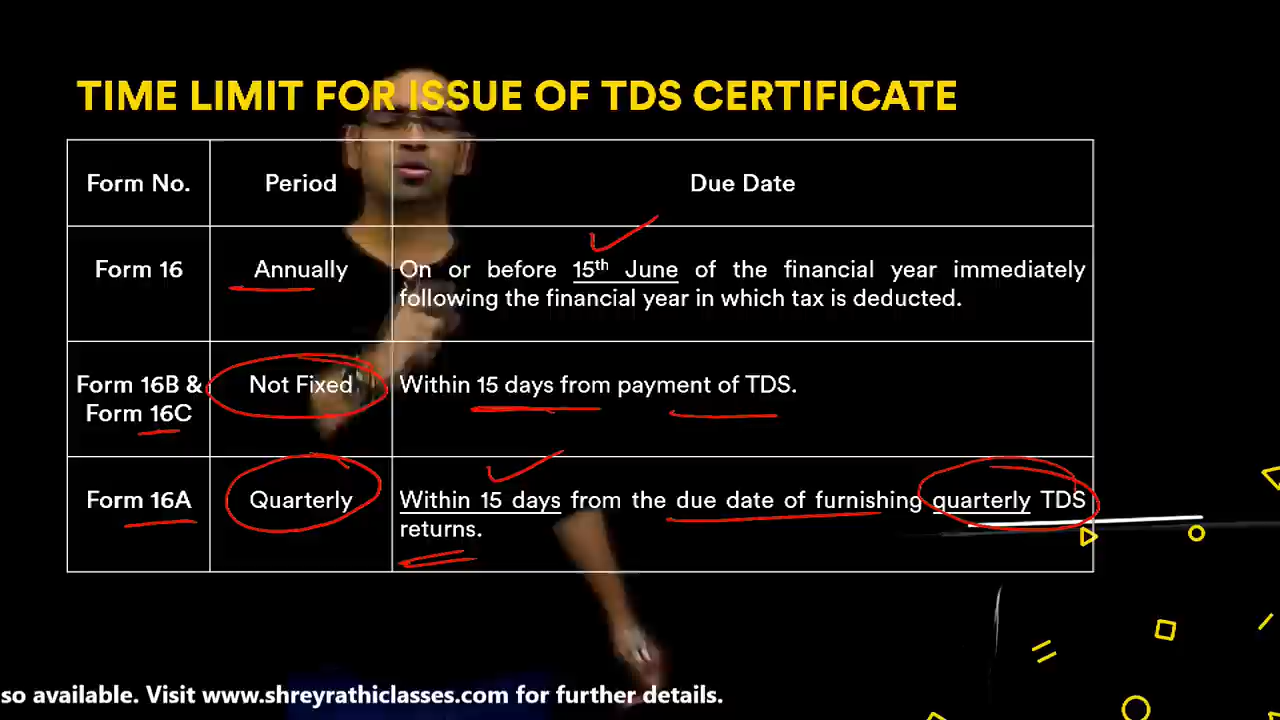 TIME LIMIT FOR ISSUE OF TDS CERTIFICATE
Form No. Period Due Date
Form 16 Annually On or before 15th June of the financial year immediately
following the financial year in which tax is deducted.
Form 16B & Not Fixed Within 15 days from payment of TDS.
Form 16C
Form 16A Quarterly Within 15 days from the due date of furnishing quarterly TDS
returns.
so available. Visit www.shreyrathiclasses.com for further details.